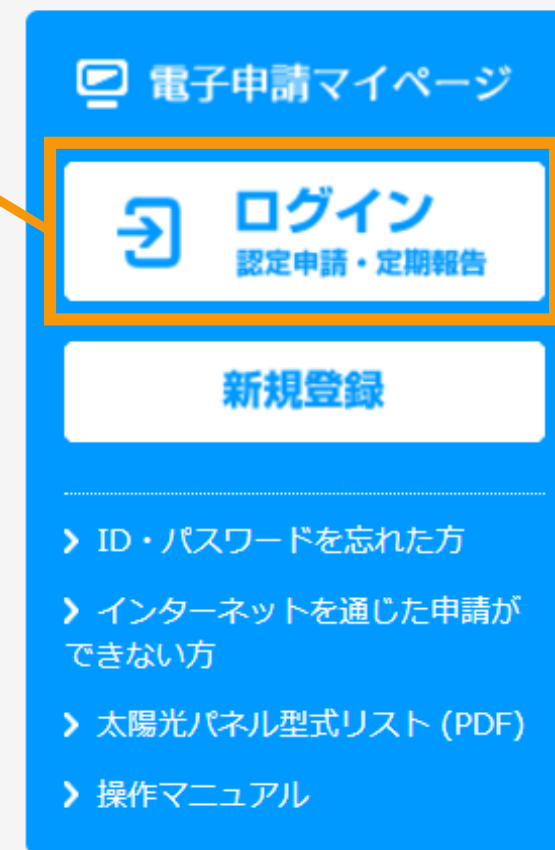 電子申請マイページ
ログイン
認定申請・定期報告
新規登録
ID・パスワードを忘れた方
インターネットを通じた申請が
できない方
太陽光パネル型式リスト (PDF)
操作マニュアル